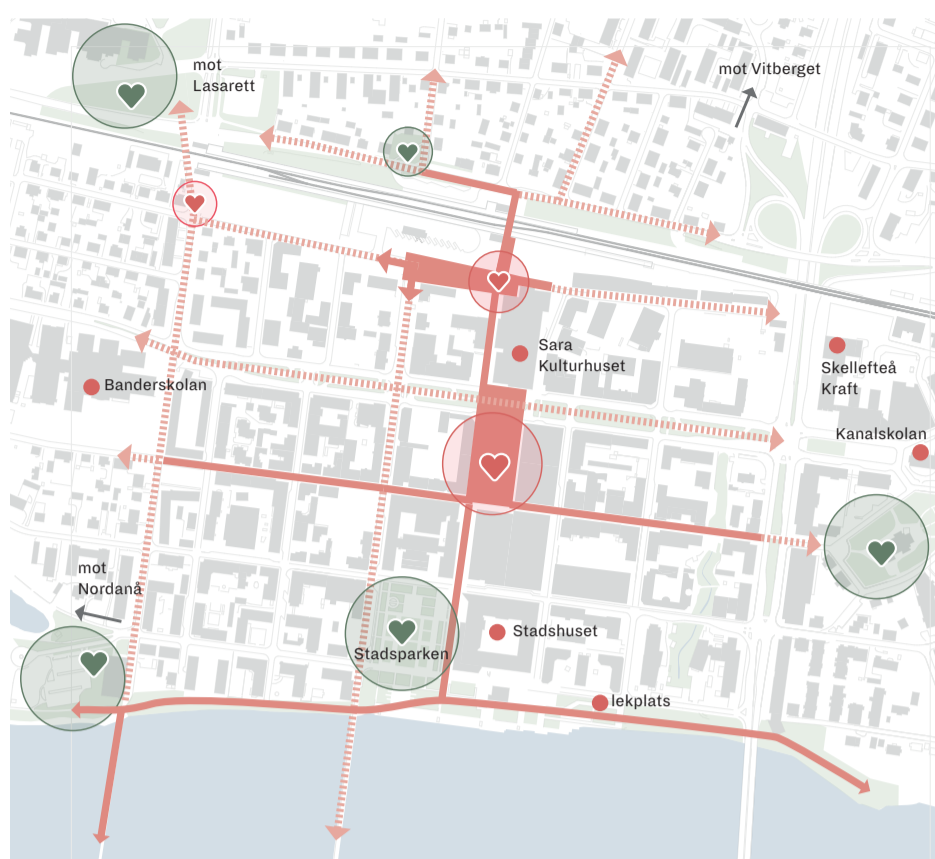 mot
Lasarett
mot Vitberget
Sara
Kulturhuset
Skellefteå
Kraft
Banderskolan
Kanalskolan
mot
Nordanå
Stadshuset
Stadsparken
lekplats